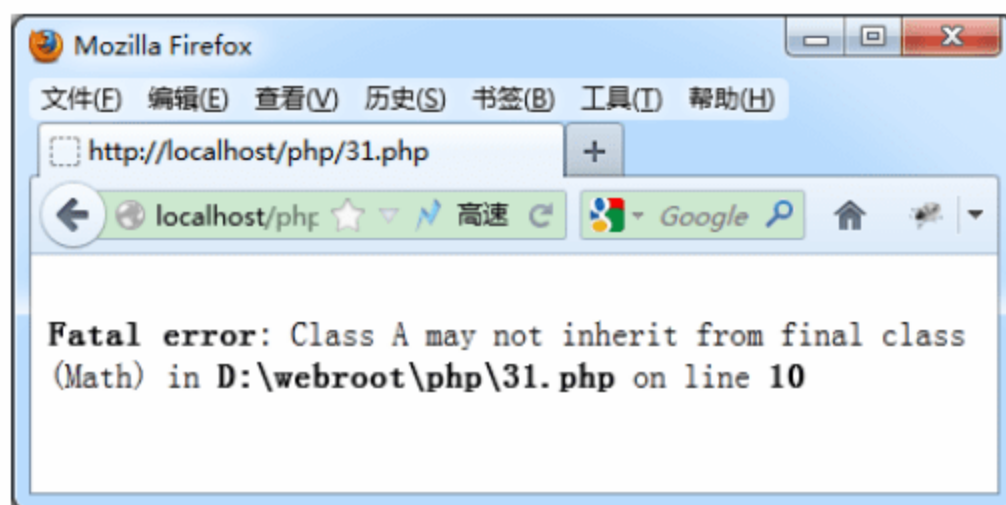 Mozilla Firefox
文件(F) 编辑(E) 查看(V) 历史(S) 书签(B) 工具(T) 帮助(H)
http://localhost/php/31.php +
localhost/php 高速 Google
Fatal error: Class A may not inherit from final class
(Math) in D:\webroot\php\31.php on line 10